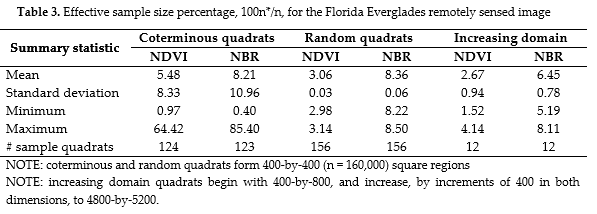 Table 3. Effective sample size percentage, 100n*/n, for the Florida Everglades remotely sensed image
Summary statistic Coterminous quadrats Random quadrats Increasing domain
NDVI NBR NDVI NBR NDVI NBR
Mean 5.48 8.21 3.06 8.36 2.67 6.45
Standard deviation 8.33 10.96 0.03 0.06 0.94 0.78
Minimum 0.97 0.40 2.98 8.22 1.52 5.19
Maximum 64.42 85.40 3.14 8.50 4.14 8.11
# sample quadrats 124 123 156 156 12 12
NOTE: coterminous and random quadrats form 400-by-400 (n = 160,000) square regions
NOTE: increasing domain quadrats begin with 400-by-800, and increase, by increments of 400 in both
dimensions, to 4800-by-5200.